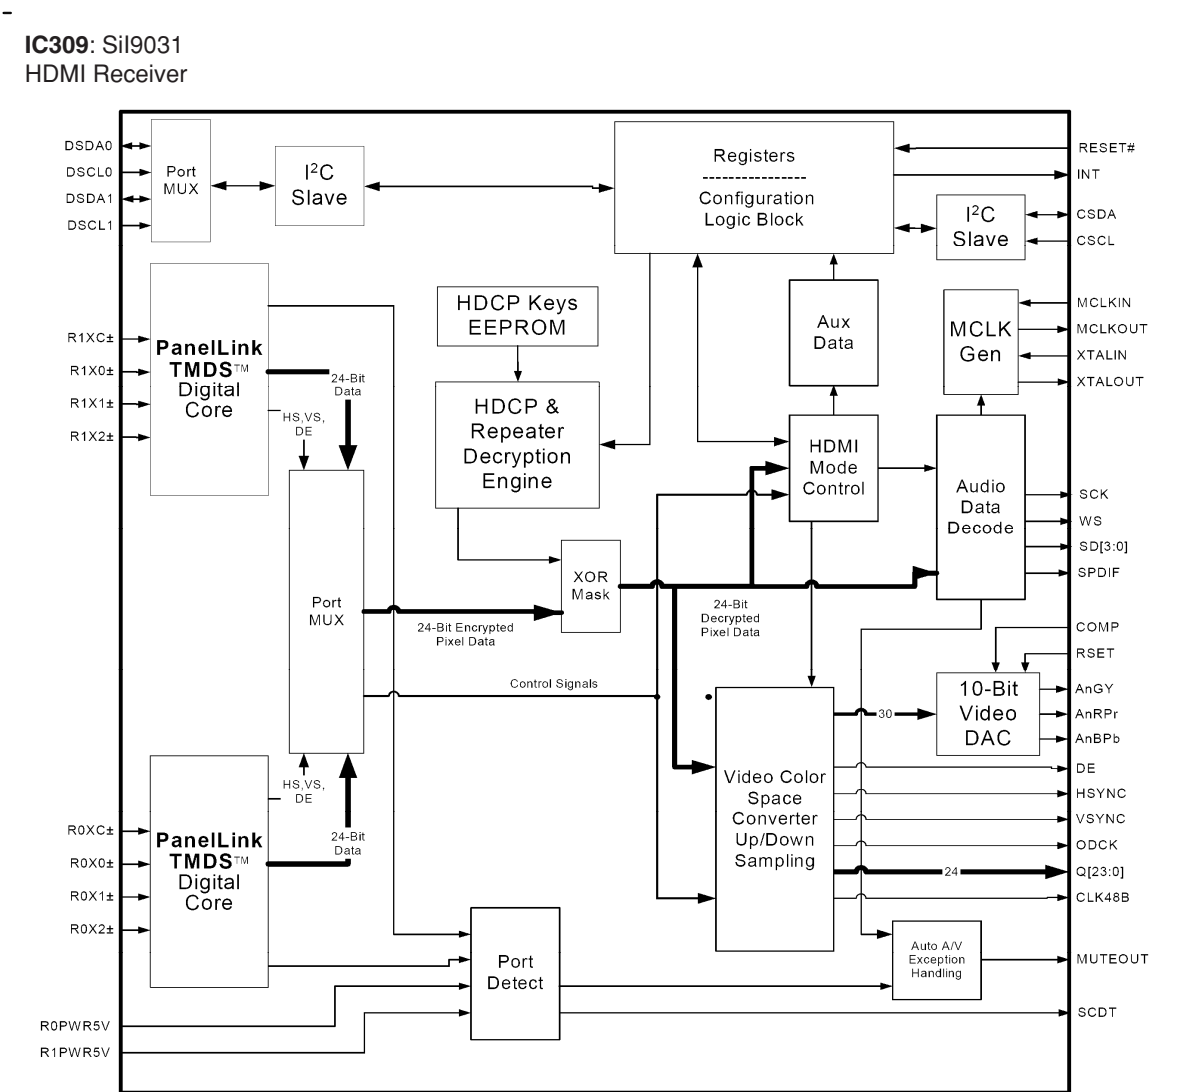 IC309: SiI9031
HDMI Receiver
DSDA0
DSCL0
DSDA1
DSCL1
Port
MUX
I²C
Slave
Registers
Configuration
Logic Block
RESET#
INT
I²C
Slave
CSDA
CSCL
R1XC±
R1X0±
R1X1±
R1X2±
PanelLink
TMDS™
Digital
Core
24-Bit
Data
HS,VS,
DE
HDCP Keys
EEPROM
HDCP &
Repeater
Decryption
Engine
Aux
Data
MCLK
Gen
MCLKIN
MCLKOUT
XTALIN
XTALOUT
HDMI
Mode
Control
Audio
Data
Decode
SCK
WS
SD[3:0]
SPDIF
Port
MUX
24-Bit Encrypted
Pixel Data
XOR
Mask
24-Bit
Decrypted
Pixel Data
Control Signals
COMP
RSET
10-Bit
Video
DAC
AnGY
AnRPr
AnBPb
30
Video Color
Space
Converter
Up/Down
Sampling
DE
HSYNC
VSYNC
ODCK
24
Q[23:0]
CLK48B
HS,VS,
DE
24-Bit
Data
R0XC±
R0X0±
R0X1±
R0X2±
PanelLink
TMDS™
Digital
Core
Port
Detect
Auto A/V
Exception
Handling
MUTEOUT
SCDT
R0PWR5V
R1PWR5V